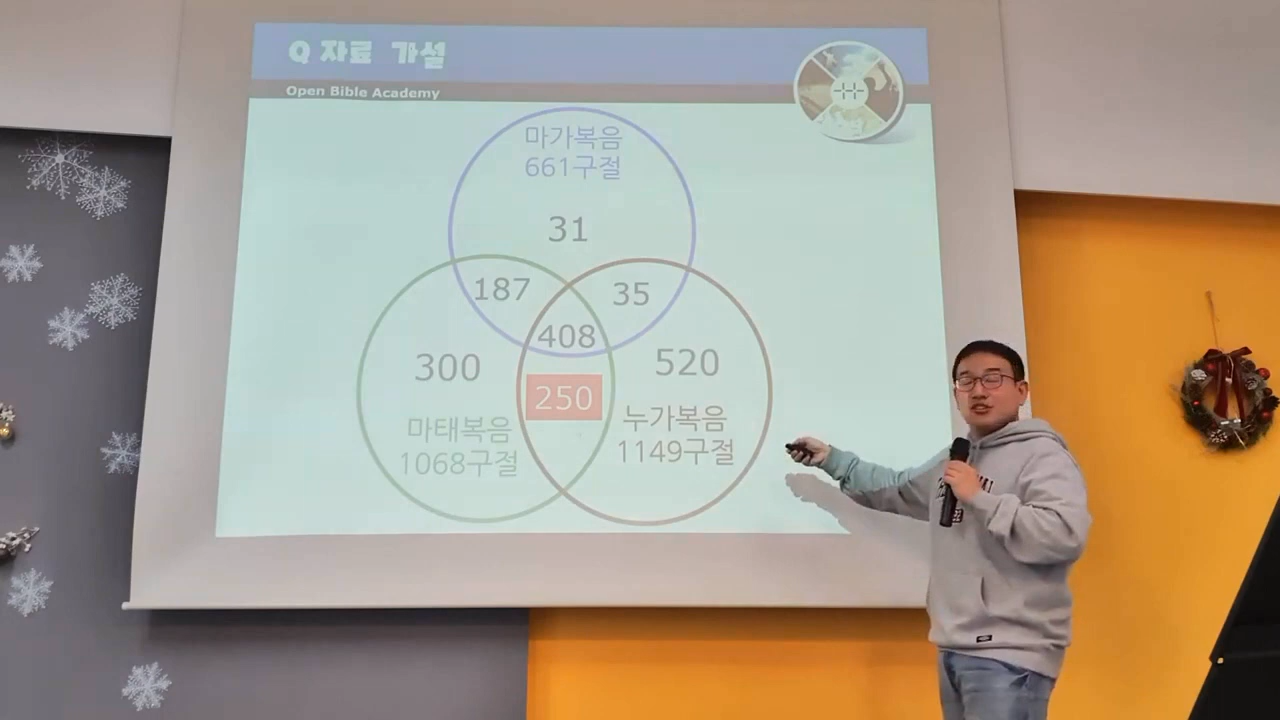 Q 자료 가설
Open Bible Academy
마가복음
661구절
31
187
35
408
300
520
250
마태복음
1068구절
누가복음
1149구절